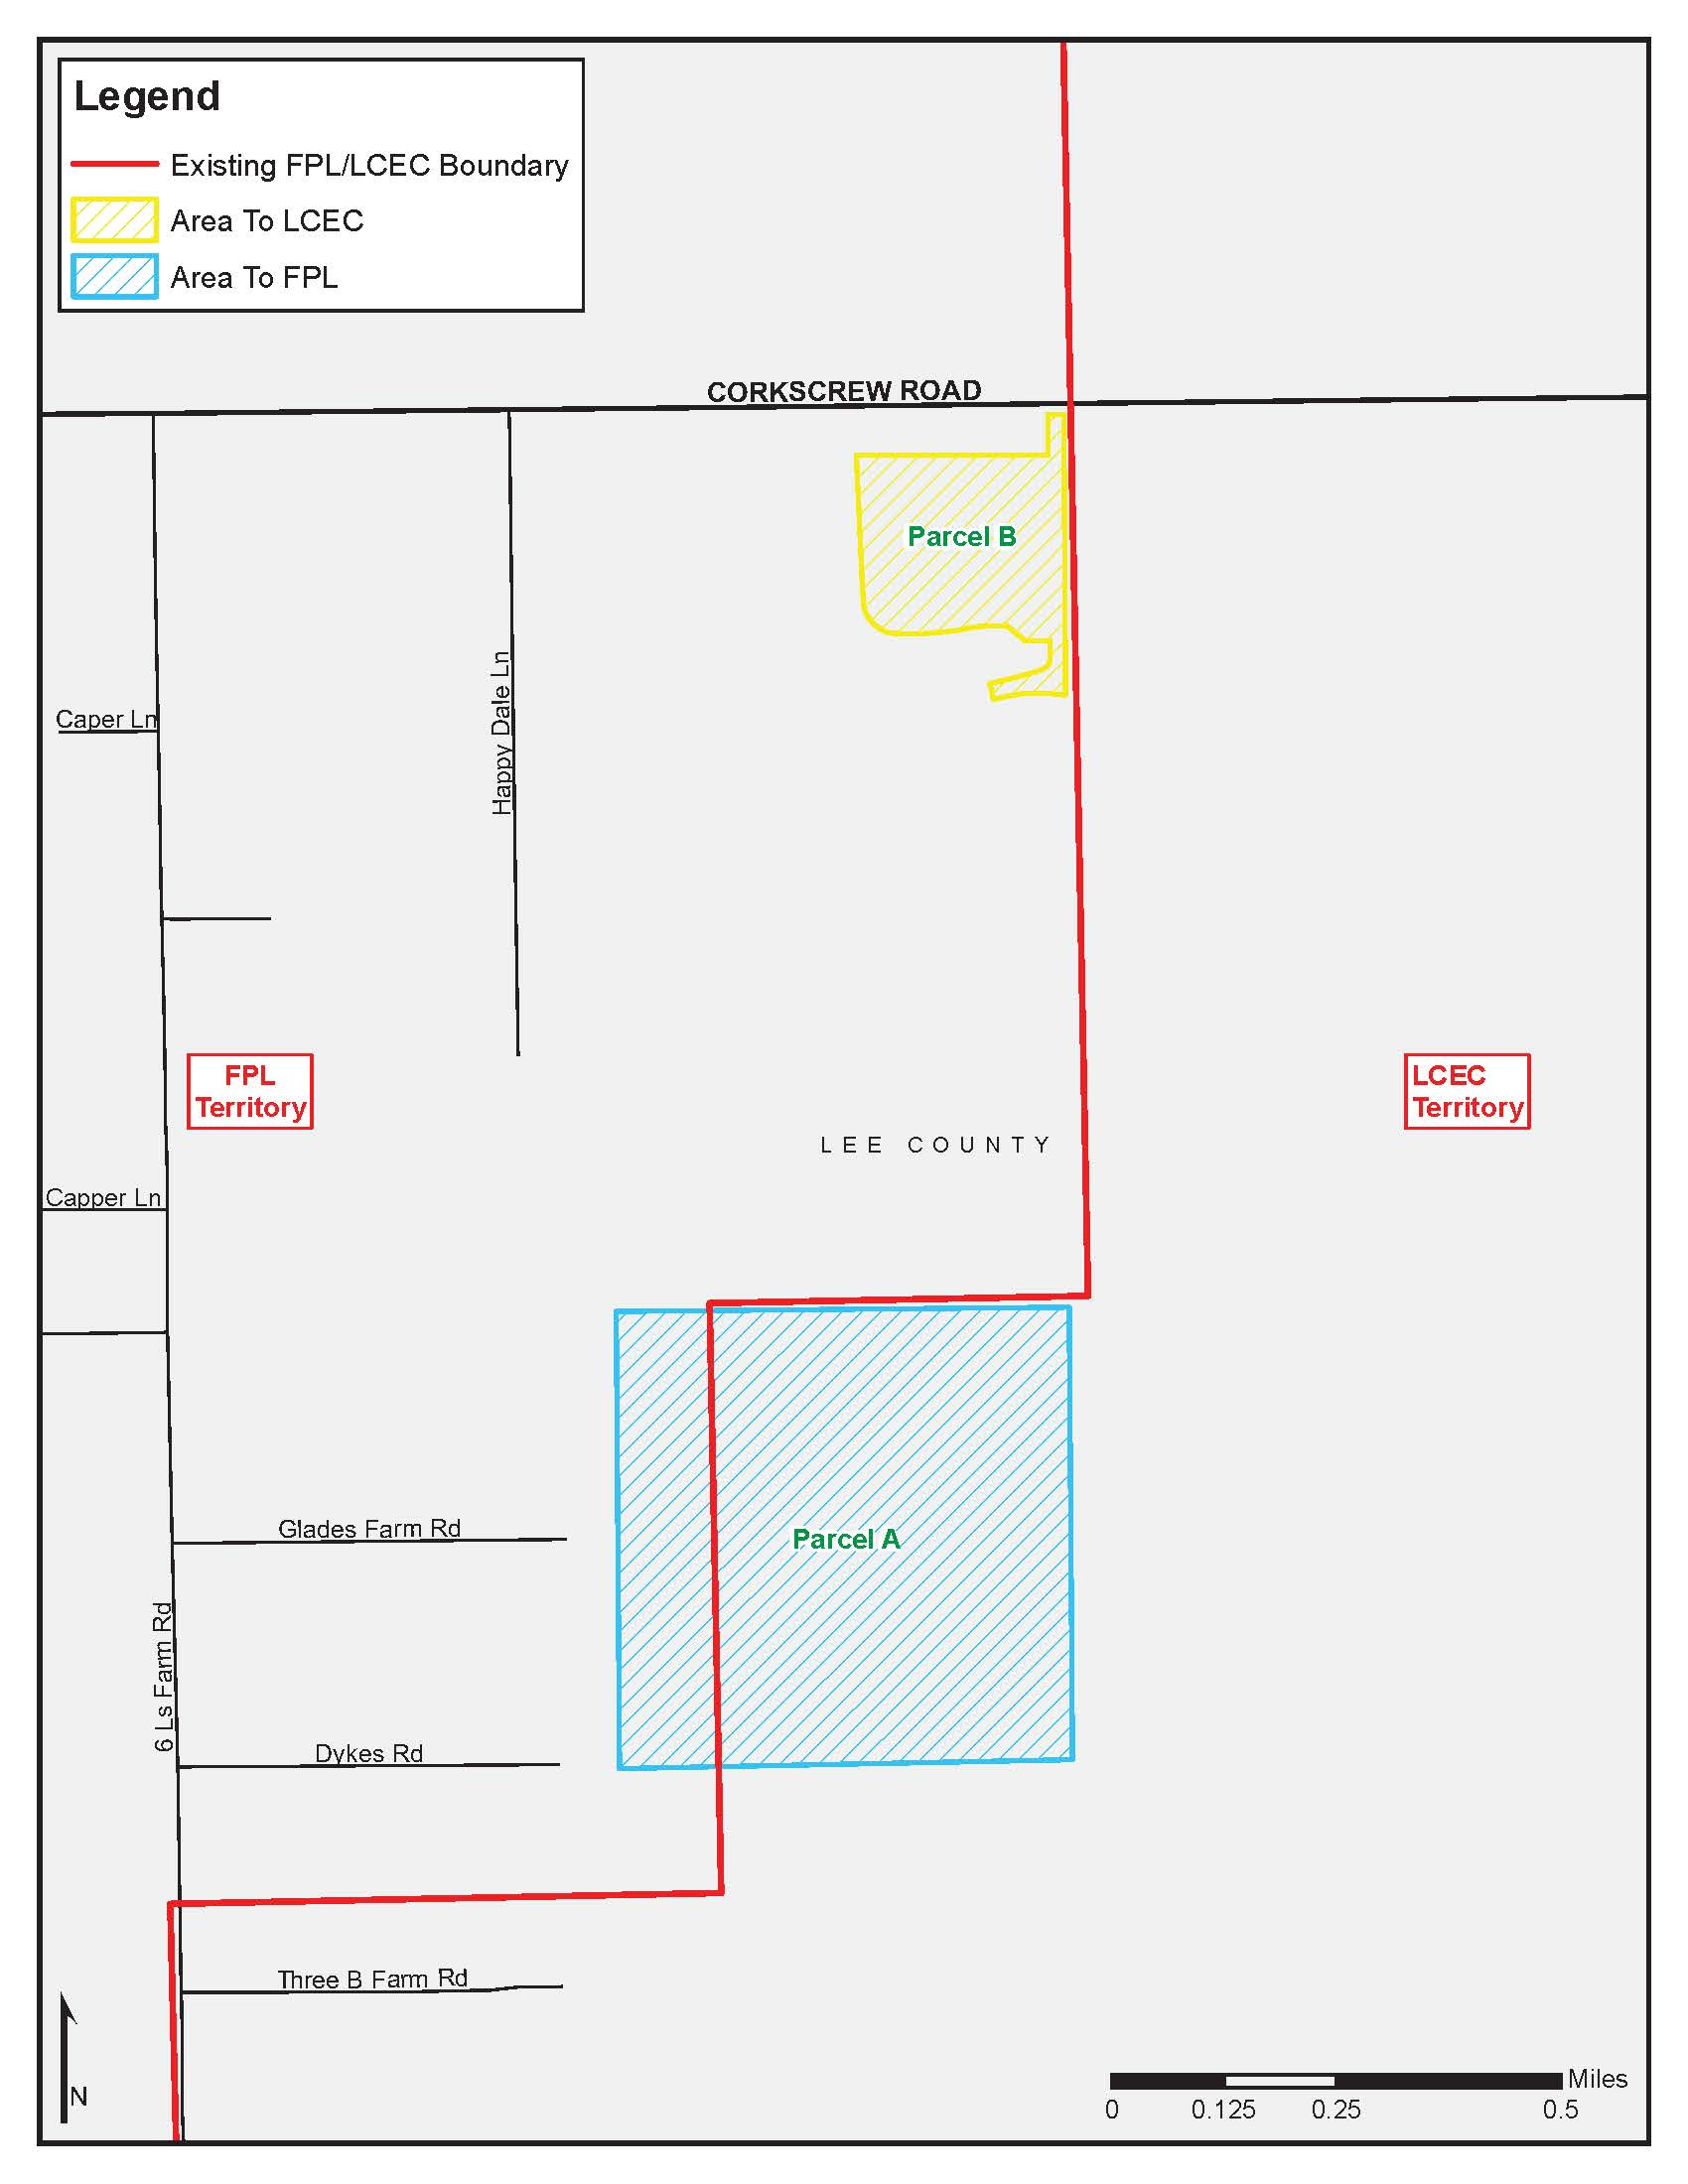 Legend
Existing FPL/LCEC Boundary
Area To LCEC
Area To FPL
CORKSCREW ROAD
Parcel B
Happy Dale Ln
Caper Ln
FPL
Territory
LCEC
Territory
LEE COUNTY
Capper Ln
Glades Farm Rd
Parcel A
6 Ls Farm Rd
Dykes Rd
Three B Farm Rd
N
Miles
0 0.125 0.25 0.5